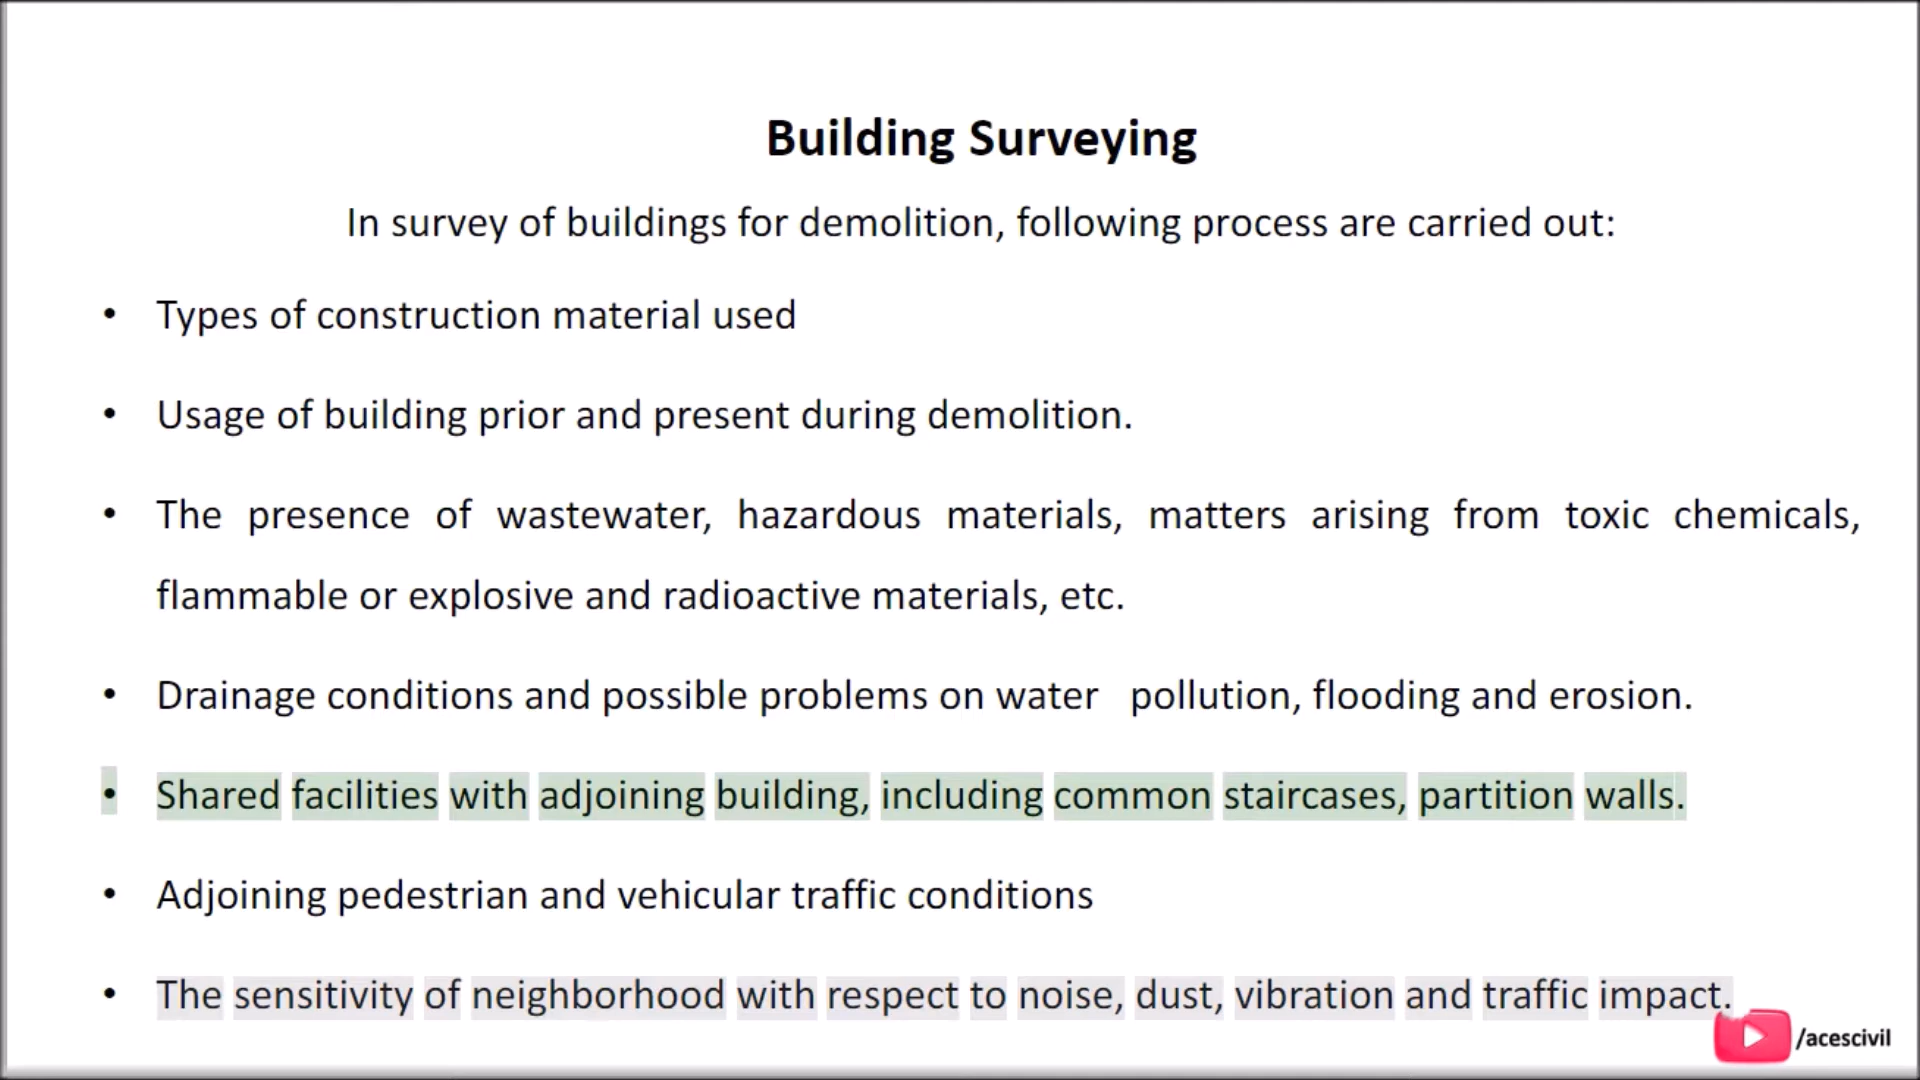 Building Surveying
In survey of buildings for demolition, following process are carried out:
• Types of construction material used
• Usage of building prior and present during demolition.
• The presence of wastewater, hazardous materials, matters arising from toxic chemicals,
flammable or explosive and radioactive materials, etc.
• Drainage conditions and possible problems on water pollution, flooding and erosion.
• Shared facilities with adjoining building, including common staircases, partition walls.
• Adjoining pedestrian and vehicular traffic conditions
• The sensitivity of neighborhood with respect to noise, dust, vibration and traffic impact.
/acescivil